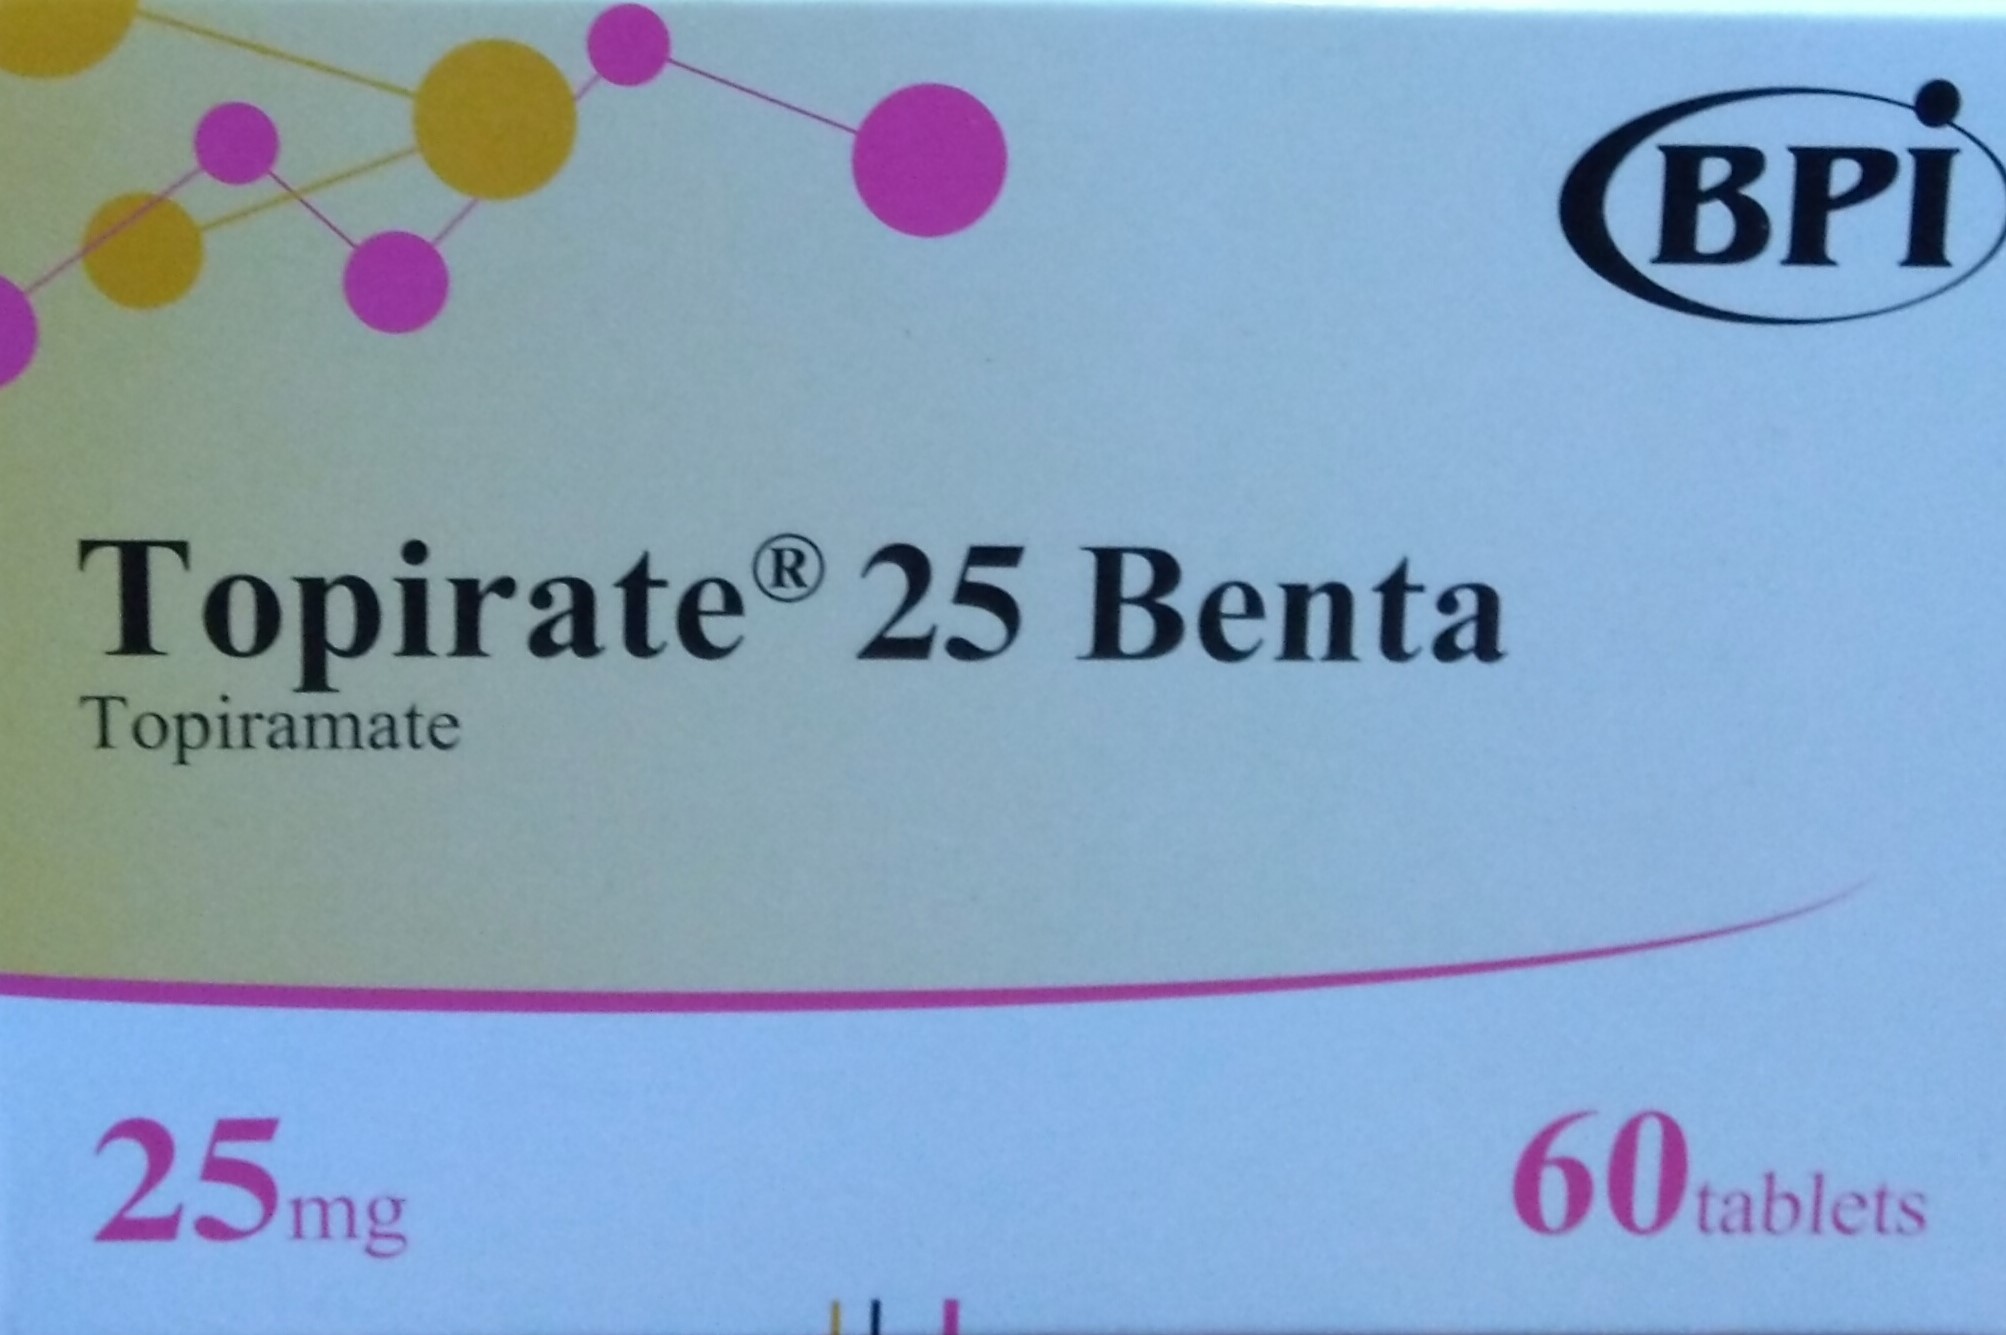 BPI
Topirate® 25 Benta
Topiramate
25mg
60tablets